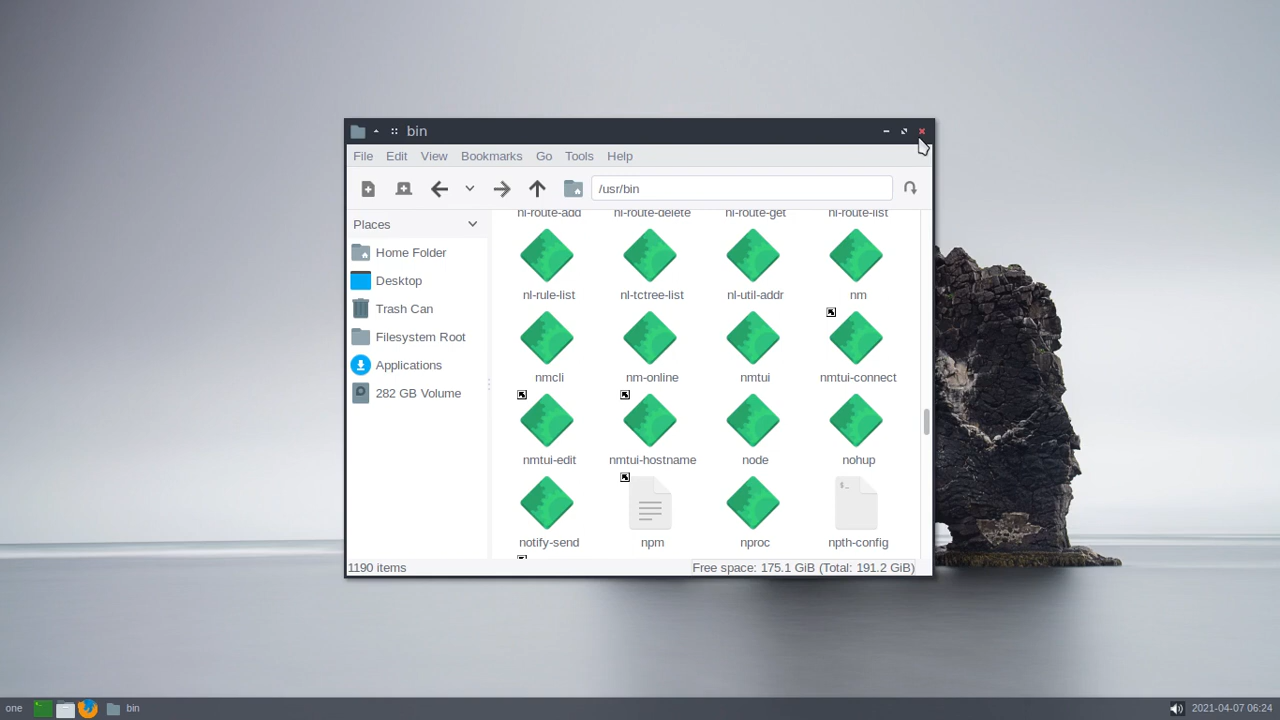 bin
File Edit View Bookmarks Go Tools Help
/usr/bin
Places
Home Folder
Desktop
Trash Can
Filesystem Root
Applications
282 GB Volume
nl-route-add nl-route-delete nl-route-get nl-route-list
nl-rule-list nl-tctree-list nl-util-addr nm
nmcli nm-online nmtui nmtui-connect
nmtui-edit nmtui-hostname node nohup
$_
notify-send npm nproc npth-config
1190 items Free space: 175.1 GiB (Total: 191.2 GiB)
one bin 2021-04-07 06:24